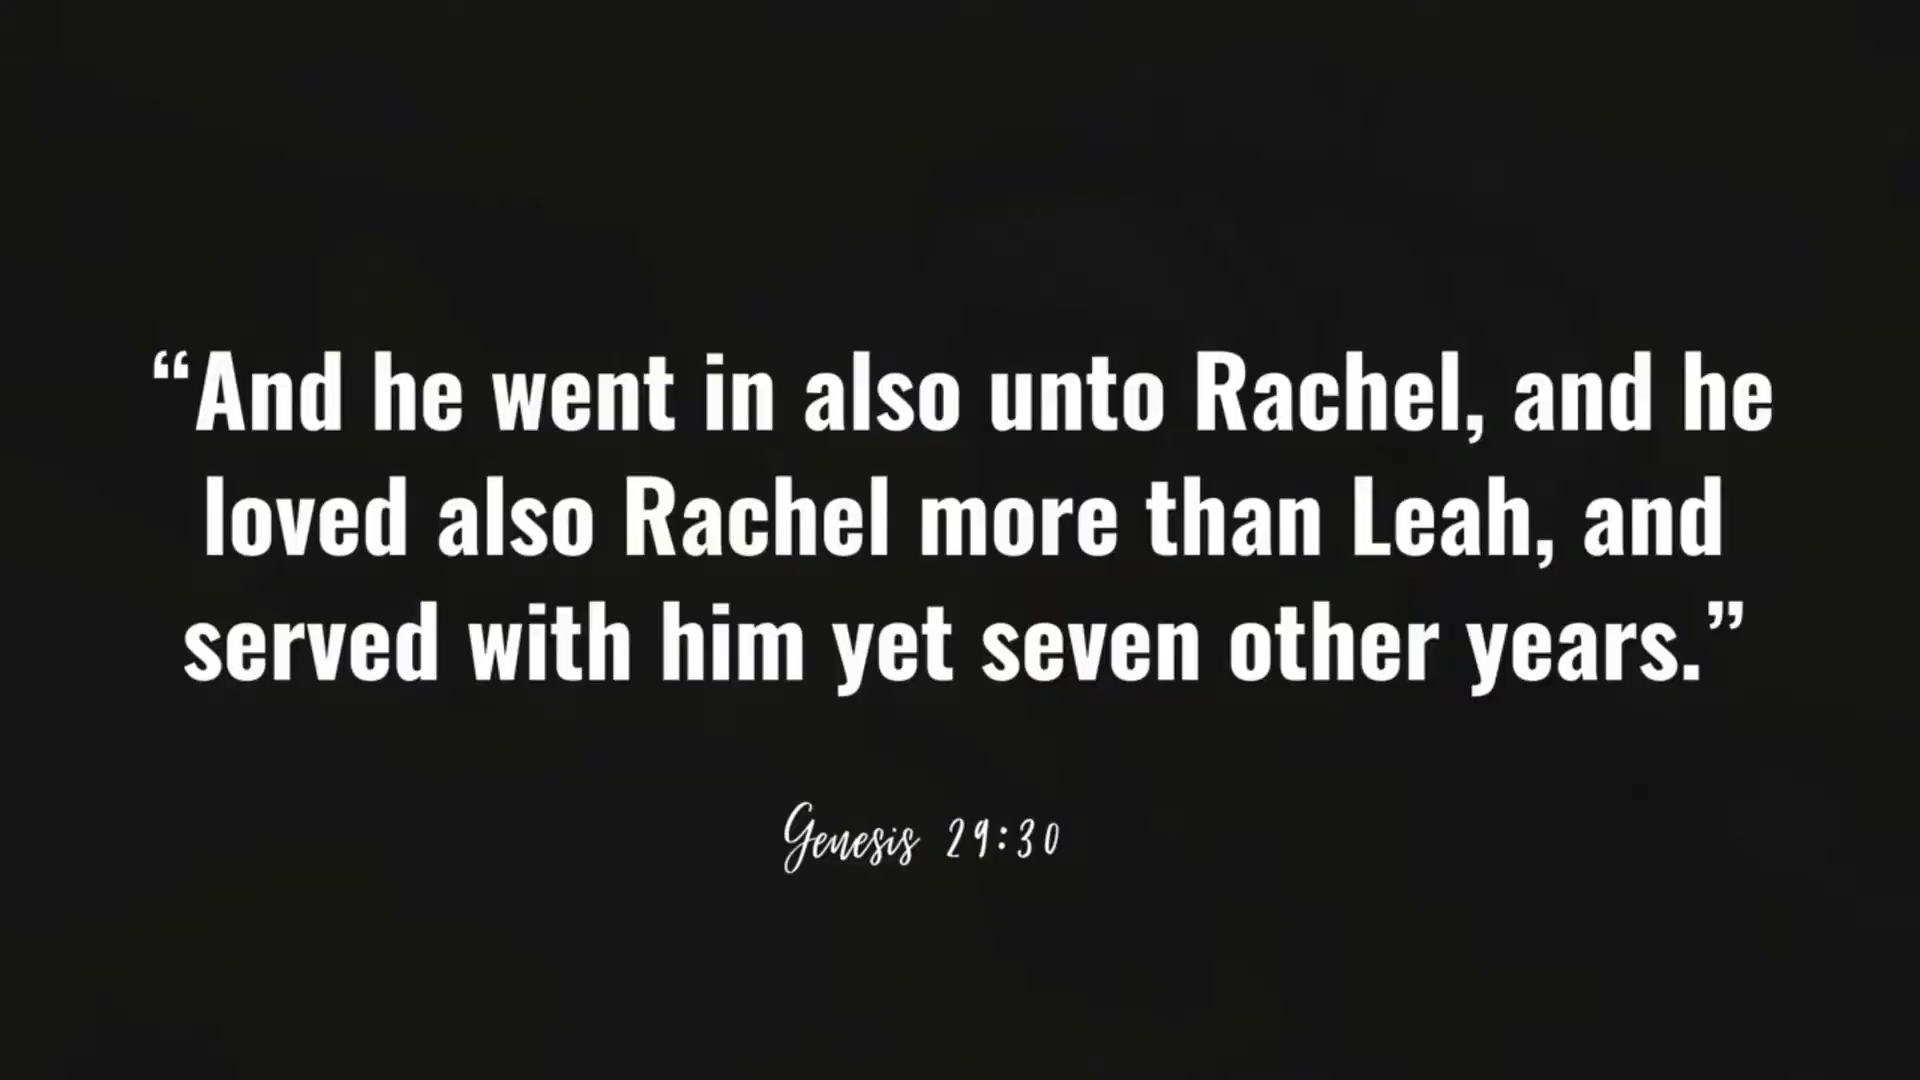 “And he went in also unto Rachel, and he
loved also Rachel more than Leah, and
served with him yet seven other years.”
Genesis 29:30